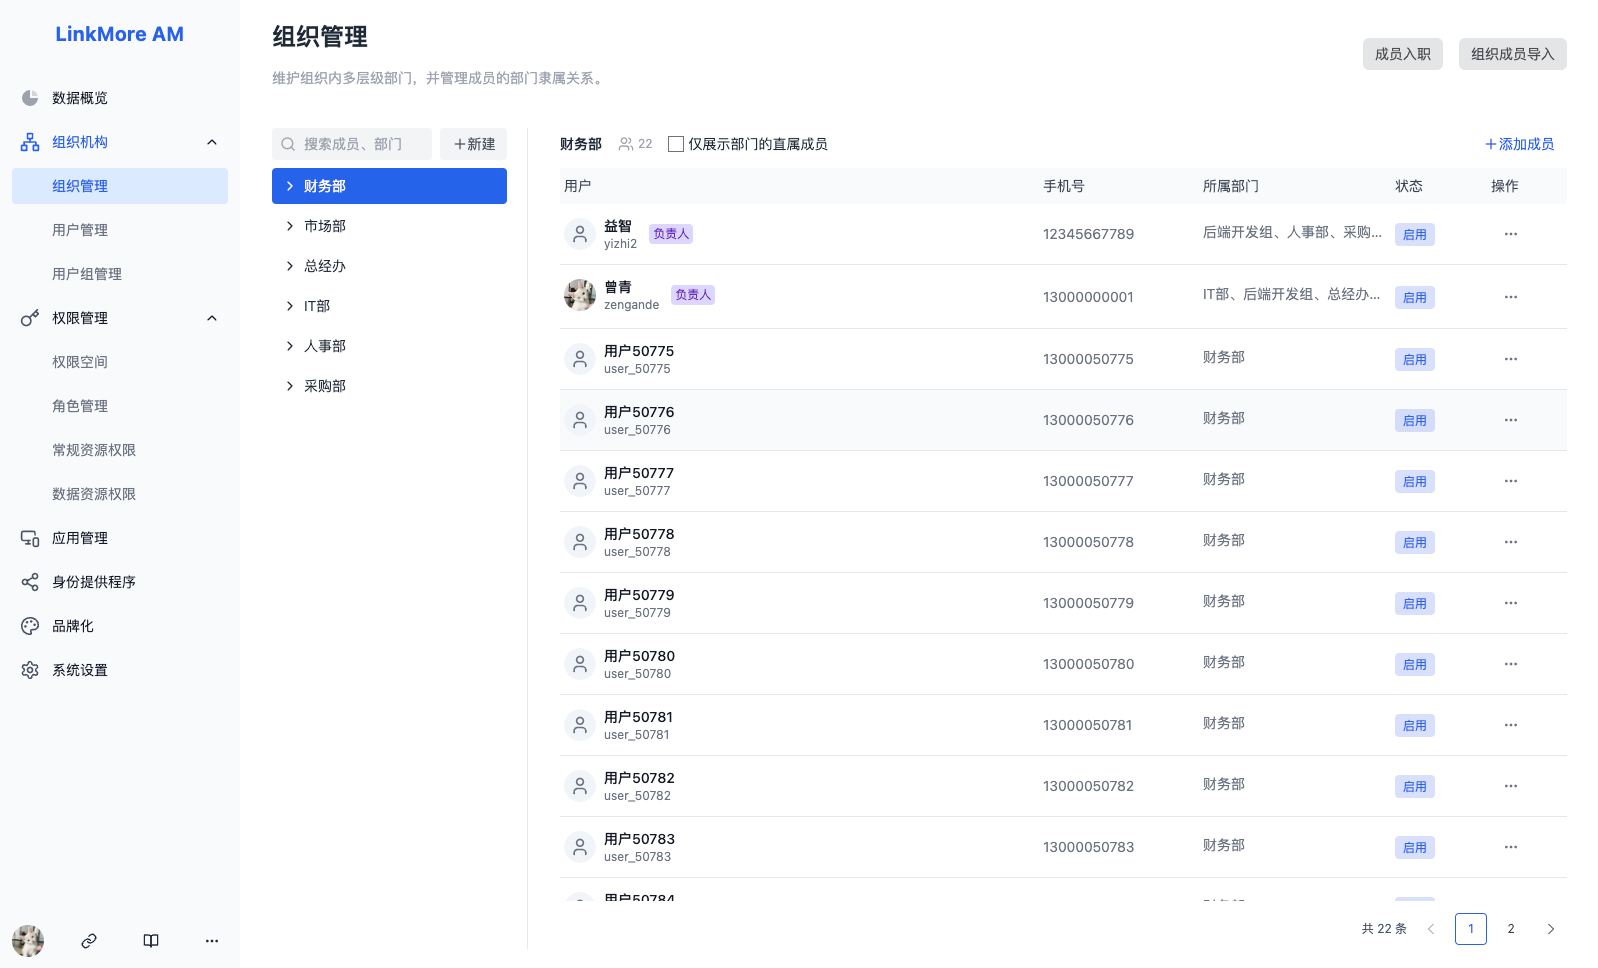 LinkMore AM
数据概览
组织机构
组织管理
用户管理
用户组管理
权限管理
权限空间
角色管理
常规资源权限
数据资源权限
应用管理
身份提供程序
品牌化
系统设置
组织管理
维护组织内多层级部门，并管理成员的部门隶属关系。
成员入职
组织成员导入
搜索成员、部门
新建
财务部
市场部
总经办
IT部
人事部
采购部
财务部 22 仅展示部门的直属成员
添加成员
用户 手机号 所属部门 状态 操作
益智 负责人
yizhi2
12345667789 后端开发组、人事部、采购... 启用
曾青 负责人
zengande
13000000001 IT部、后端开发组、总经办... 启用
用户50775
user_50775
13000050775 财务部 启用
用户50776
user_50776
13000050776 财务部 启用
用户50777
user_50777
13000050777 财务部 启用
用户50778
user_50778
13000050778 财务部 启用
用户50779
user_50779
13000050779 财务部 启用
用户50780
user_50780
13000050780 财务部 启用
用户50781
user_50781
13000050781 财务部 启用
用户50782
user_50782
13000050782 财务部 启用
用户50783
user_50783
13000050783 财务部 启用
用户50784
共 22 条 1 2